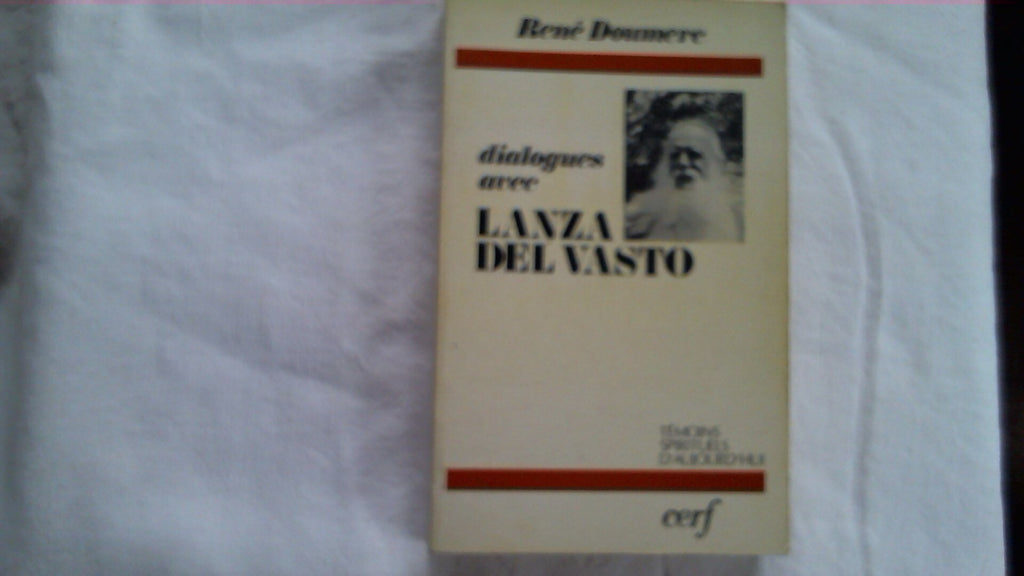 René Doumerc
dialogues
avec
LANZA
DEL VASTO
TÉMOINS
SPIRITUELS
D'AUJOURD'HUI
cerf